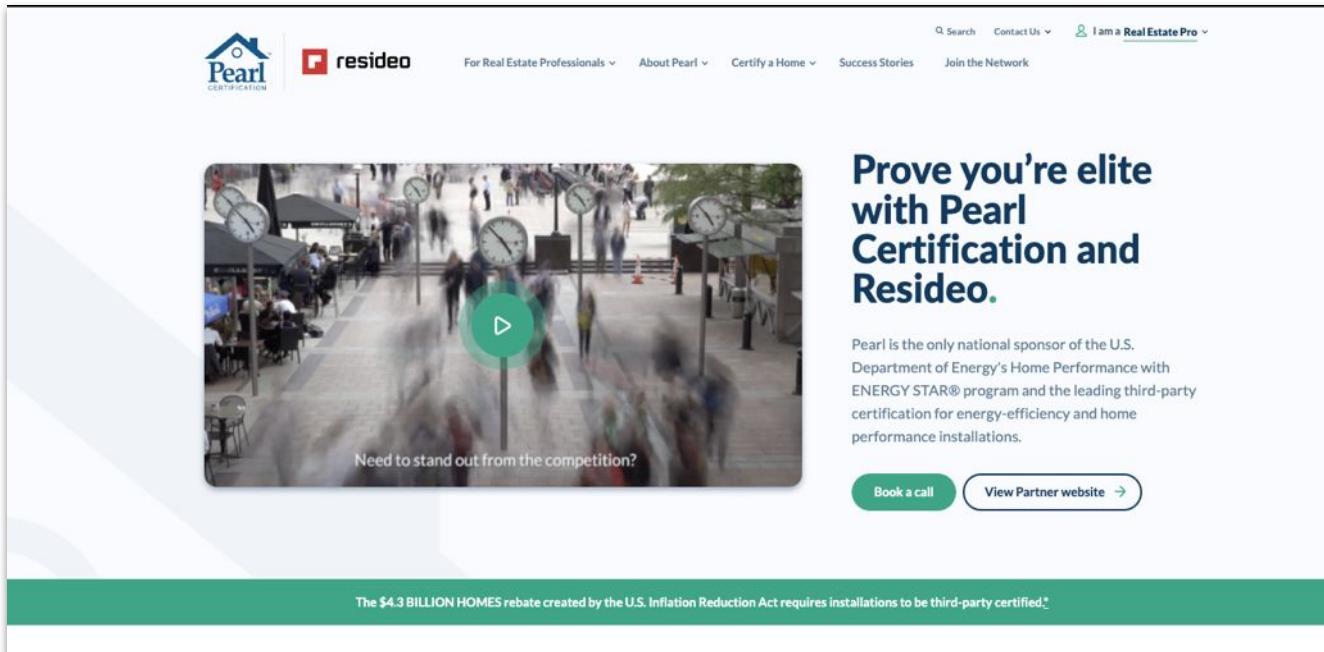 Search Contact Us I am a Real Estate Pro
Pearl
CERTIFICATION
resideo
For Real Estate Professionals About Pearl Certify a Home Success Stories Join the Network
Prove you’re elite
with Pearl
Certification and
Resideo.
Pearl is the only national sponsor of the U.S.
Department of Energy's Home Performance with
ENERGY STAR® program and the leading third-party
certification for energy-efficiency and home
performance installations.
Need to stand out from the competition?
Book a call View Partner website →
The $4.3 BILLION HOMES rebate created by the U.S. Inflation Reduction Act requires installations to be third-party certified.*